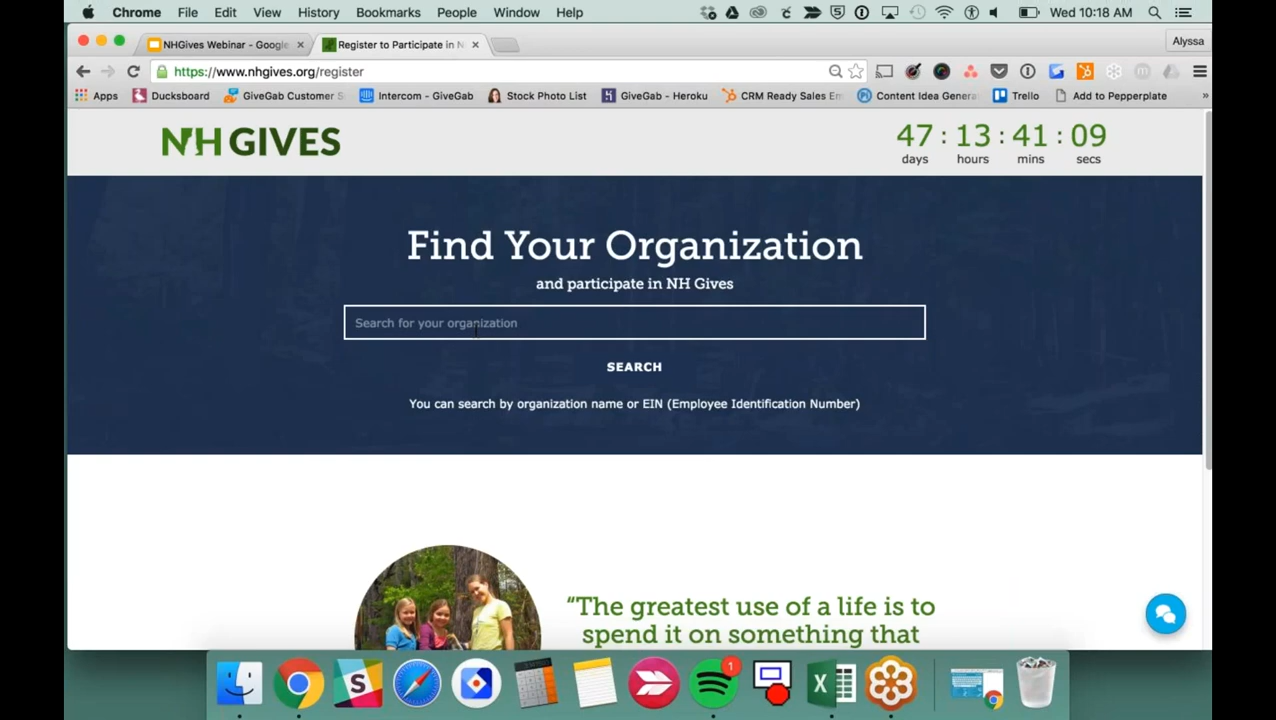 Chrome File Edit View History Bookmarks People Window Help Wed 10:18 AM
NHGives Webinar - Google Register to Participate in N Alyssa
https://www.nhgives.org/register
Apps Ducksboard GiveGab Customer S Intercom - GiveGab Stock Photo List GiveGab - Heroku CRM Ready Sales Em Content Idea Genera Trello Add to Pepperplate »
NH GIVES
47 : 13 : 41 : 09
days hours mins secs
Find Your Organization
and participate in NH Gives
Search for your organization
SEARCH
You can search by organization name or EIN (Employee Identification Number)
“The greatest use of a life is to
spend it on something that
1